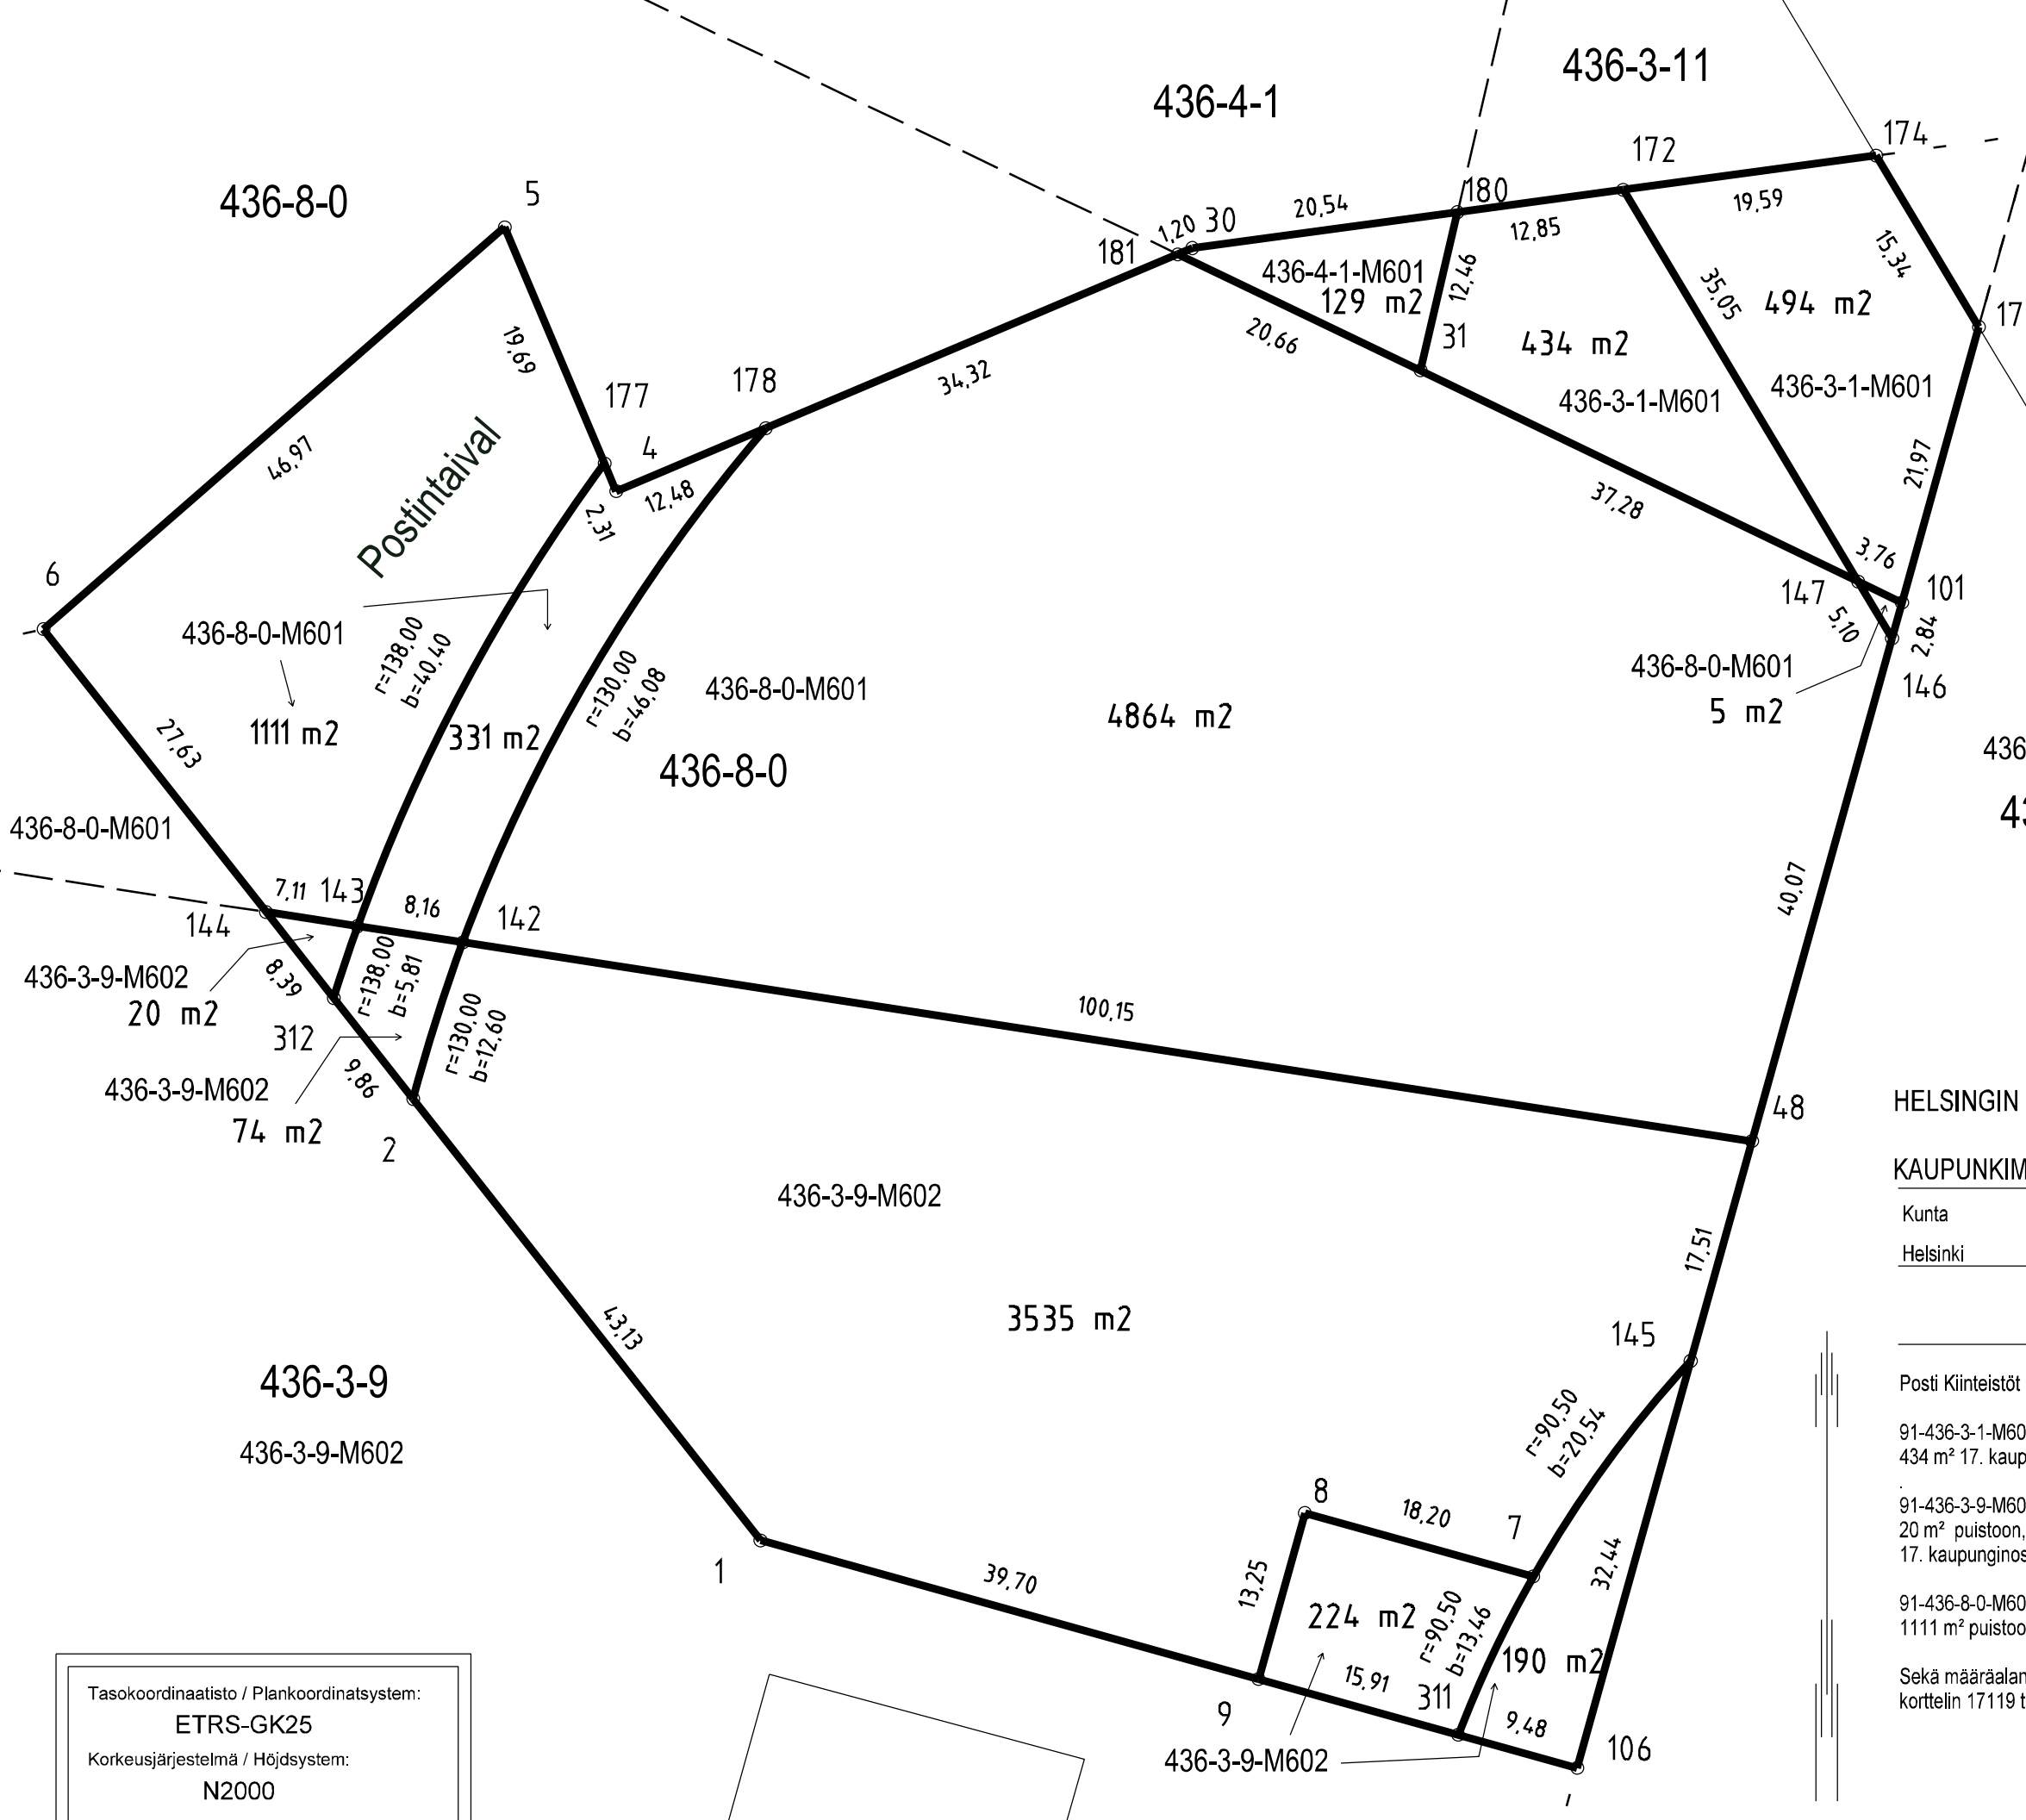 436-3-11
436-4-1
174
172
436-8-0
5
180
19,59
20,54
30
1,20
12,85
181
15,34
436-4-1-M601
12,46
129 m2
35,05
494 m2
17
20,66
31
434 m2
19,69
436-3-1-M601
436-3-1-M601
178
34,32
177
4
46,97
Postintaival
12,48
2,31
21,97
37,28
3,76
6
147
101
5,10
2,84
436-8-0-M601
r=138,00
b=40,40
r=130,00
b=46,08
436-8-0-M601
436-8-0-M601
5 m2
146
1111 m2
331 m2
4864 m2
27,63
436-8-0
436
43
436-8-0-M601
40,07
7,11
143
8,16
142
144
436-3-9-M602
20 m2
8,39
r=138,00
b=5,81
100,15
312
r=130,00
b=12,60
9,86
436-3-9-M602
74 m2
48
HELSINGIN
2
KAUPUNKIM
436-3-9-M602
Kunta
Helsinki
17,51
3535 m2
43,13
145
436-3-9
Posti Kiinteistöt
r=90,50
b=20,54
436-3-9-M602
91-436-3-1-M60
434 m² 17. kaup
.
91-436-3-9-M60
20 m² puistoon,
17. kaupunginos
8
18,20
7
32,44
1
39,70
13,25
91-436-8-0-M60
1111 m² puistoo
224 m2
r=90,50
b=13,46
190 m2
Sekä määräalan
korttelin 17119 t
15,91
311
9
9,48
106
436-3-9-M602
Tasokoordinaatisto / Plankoordinatsystem:
ETRS-GK25
Korkeusjärjestelmä / Höjdsystem:
N2000